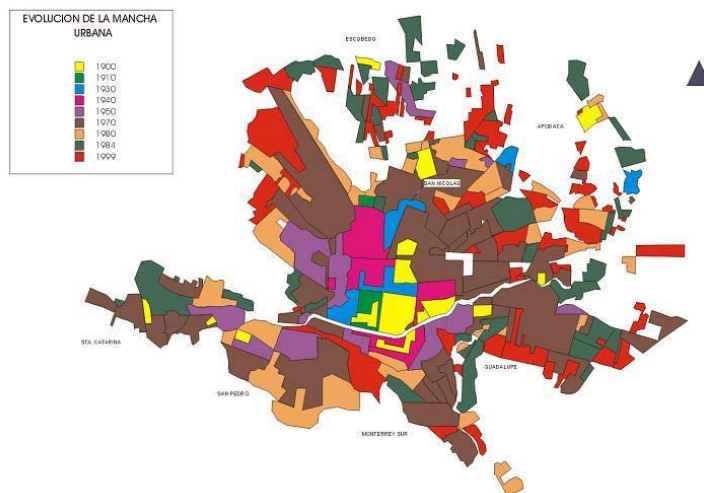 EVOLUCION DE LA MANCHA
URBANA
1900
1910
1930
1940
1950
1970
1980
1984
1999
ESCOBEDO
APODACA
SAN NICOLAS
STA. CATARINA
SAN PEDRO
GUADALUPE
MONTERREY SUR